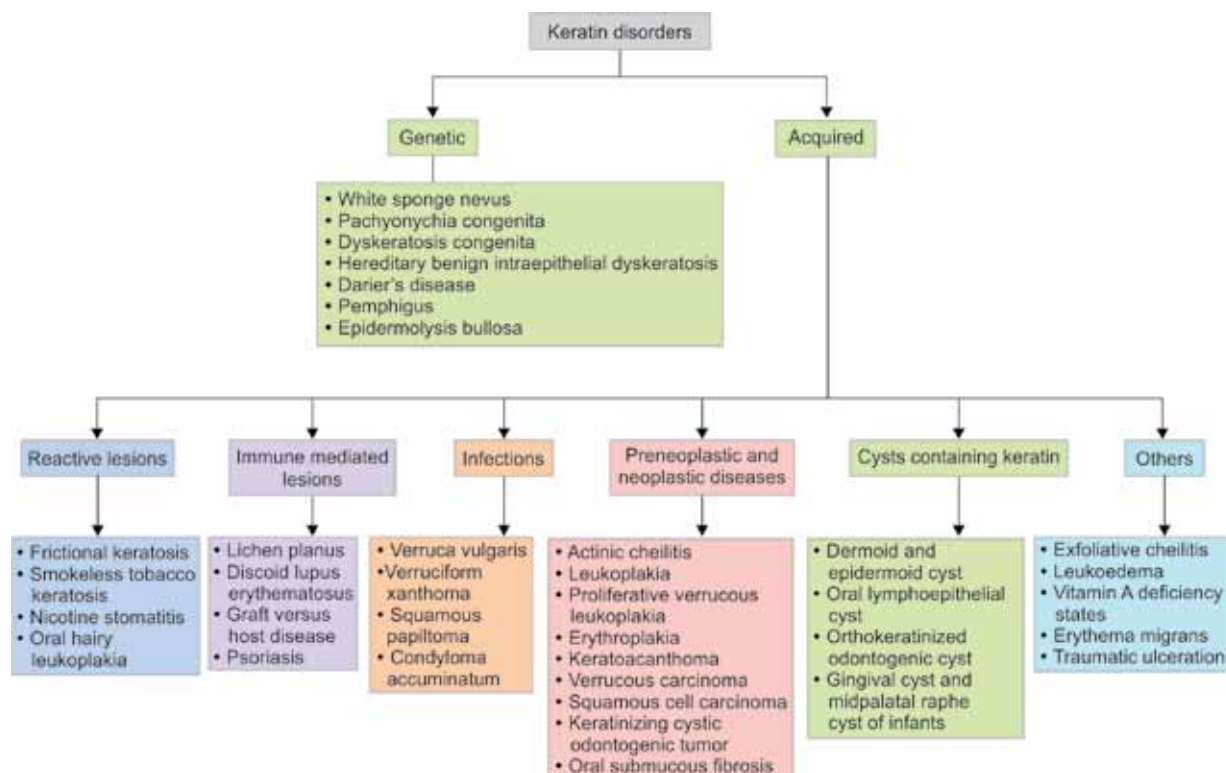 Keratin disorders
Genetic
Acquired
• White sponge nevus
• Pachyonychia congenita
• Dyskeratosis congenita
• Hereditary benign intraepithelial dyskeratosis
• Darier's disease
• Pemphigus
• Epidermolysis bullosa
Reactive lesions
Immune mediated
lesions
Infections
Preneoplastic and
neoplastic diseases
Cysts containing keratin
Others
• Frictional keratosis
• Smokeless tobacco
keratosis
• Nicotine stomatitis
• Oral hairy
leukoplakia
• Lichen planus
• Discoid lupus
erythematosus
• Graft versus
host disease
• Psoriasis
• Verruca vulgaris
• Verruciform
xanthoma
• Squamous
papiltoma
• Condyloma
accuminatum
• Actinic cheilitis
• Leukoplakia
• Proliferative verrucous
leukoplakia
• Erythroplakia
• Keratoacanthoma
• Verrucous carcinoma
• Squamous cell carcinoma
• Keratinizing cystic
odontogenic tumor
• Oral submucous fibrosis
• Dermoid and
epidermoid cyst
• Oral lymphoepithelial
cyst
• Orthokeratinized
odontogenic cyst
• Gingival cyst and
midpalatal raphe
cyst of infants
• Exfoliative cheilitis
• Leukoedema
• Vitamin A deficiency
states
• Erythema migrans
• Traumatic ulceration